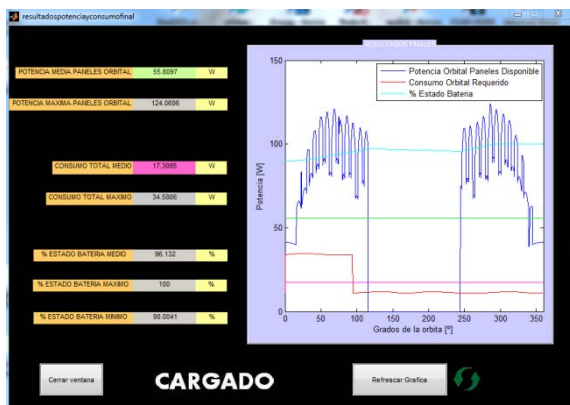 resultadospotenciayconsumofinal
POTENCIA MEDIA PANELES ORBITAL 55.8097 W
POTENCIA MAXIMA PANELES ORBITAL 124.0606 W
CONSUMO TOTAL MEDIO 17.3085 W
CONSUMO TOTAL MAXIMO 34.5806 W
% ESTADO BATERIA MEDIO 96.132 %
% ESTADO BATERIA MAXIMO 100 %
% ESTADO BATERIA MINIMO 90.0041 %
RESULTADOS FINALES
Potencia Orbital Paneles Disponible
Consumo Orbital Requerido
% Estado Bateria
Potencia [W]
150
100
50
0
0 50 100 150 200 250 300 350
Grados de la orbita [º]
Cerrar ventana
CARGADO
Refrescar Grafica